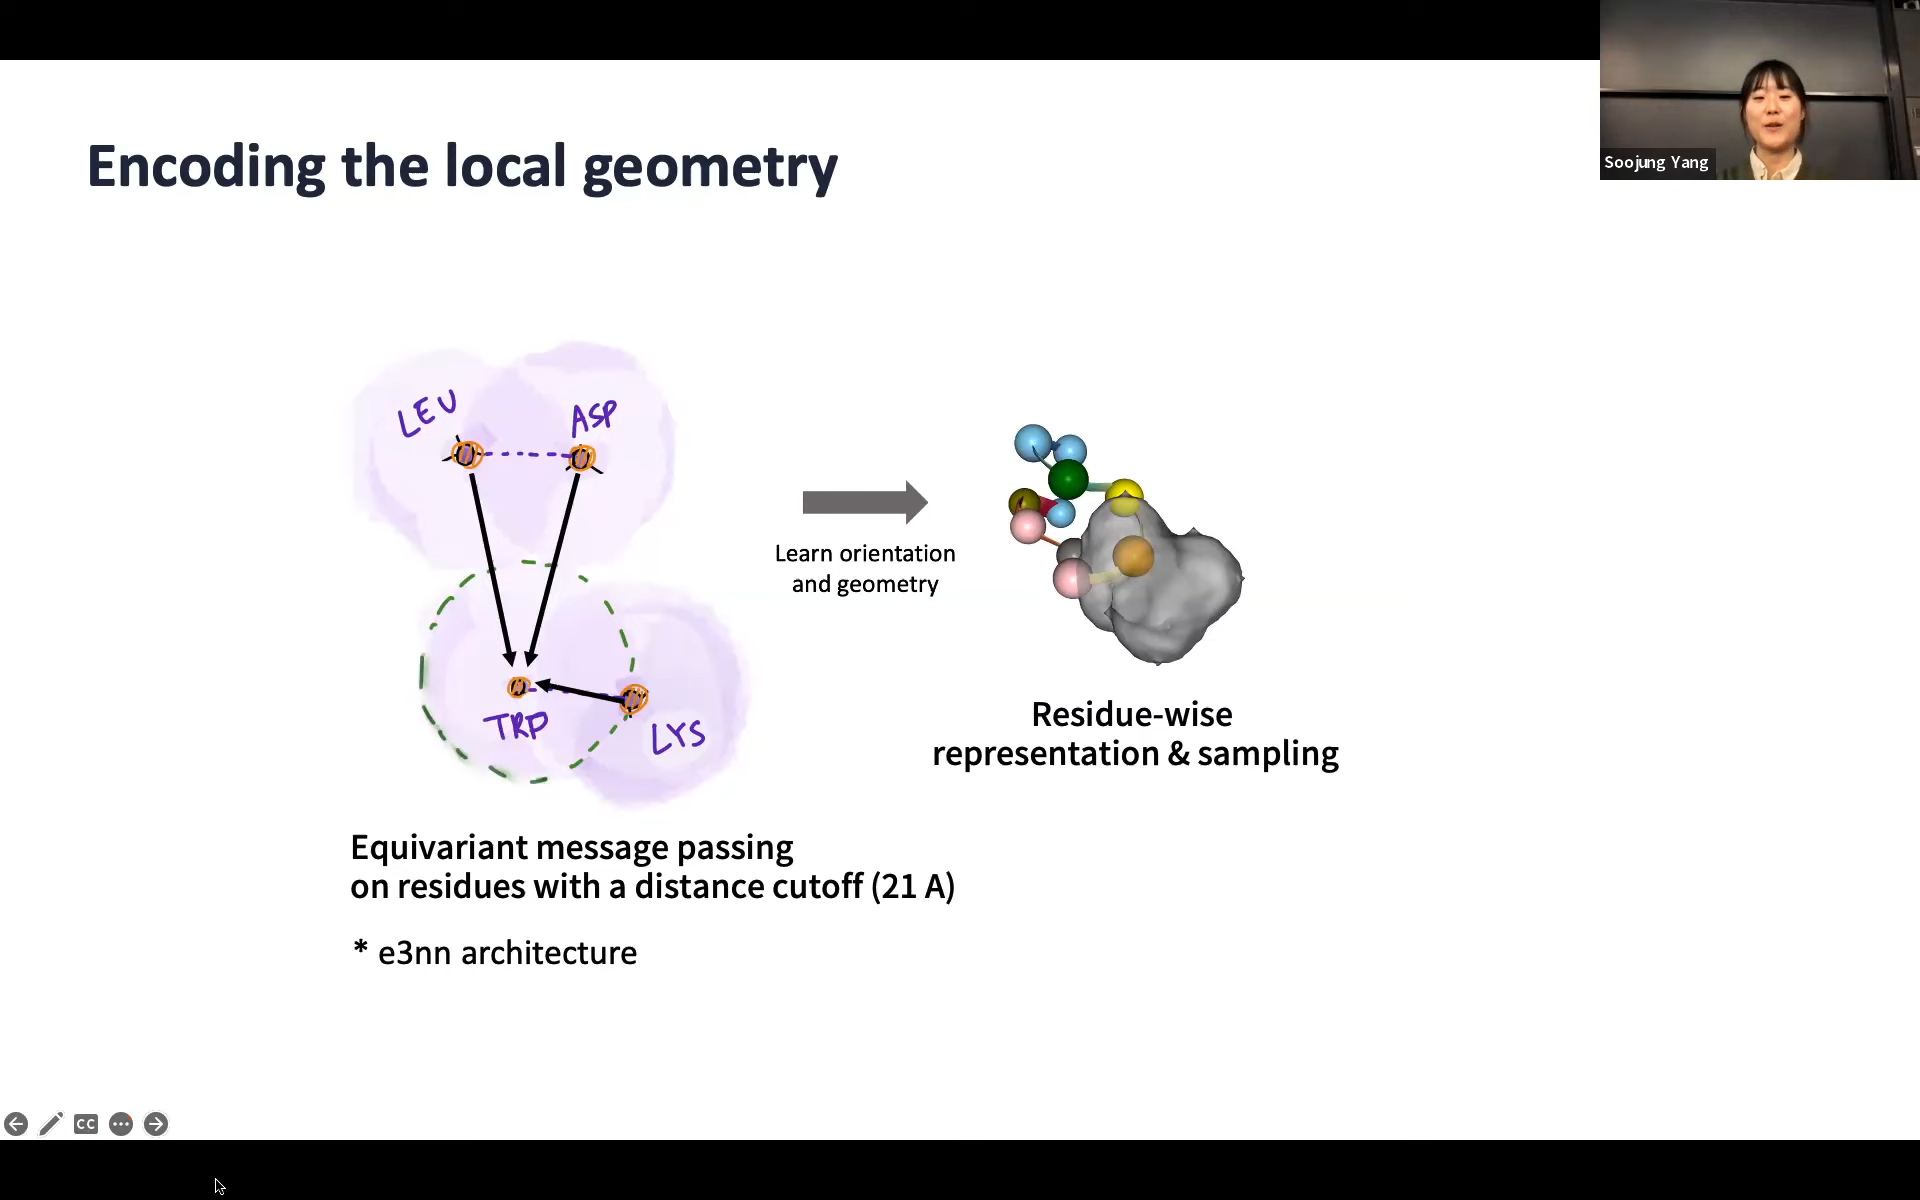 Soojung Yang
Encoding the local geometry
LEU
ASP
TRP
LYS
Learn orientation
and geometry
Residue-wise
representation & sampling
Equivariant message passing
on residues with a distance cutoff (21 A)
* e3nn architecture
CC